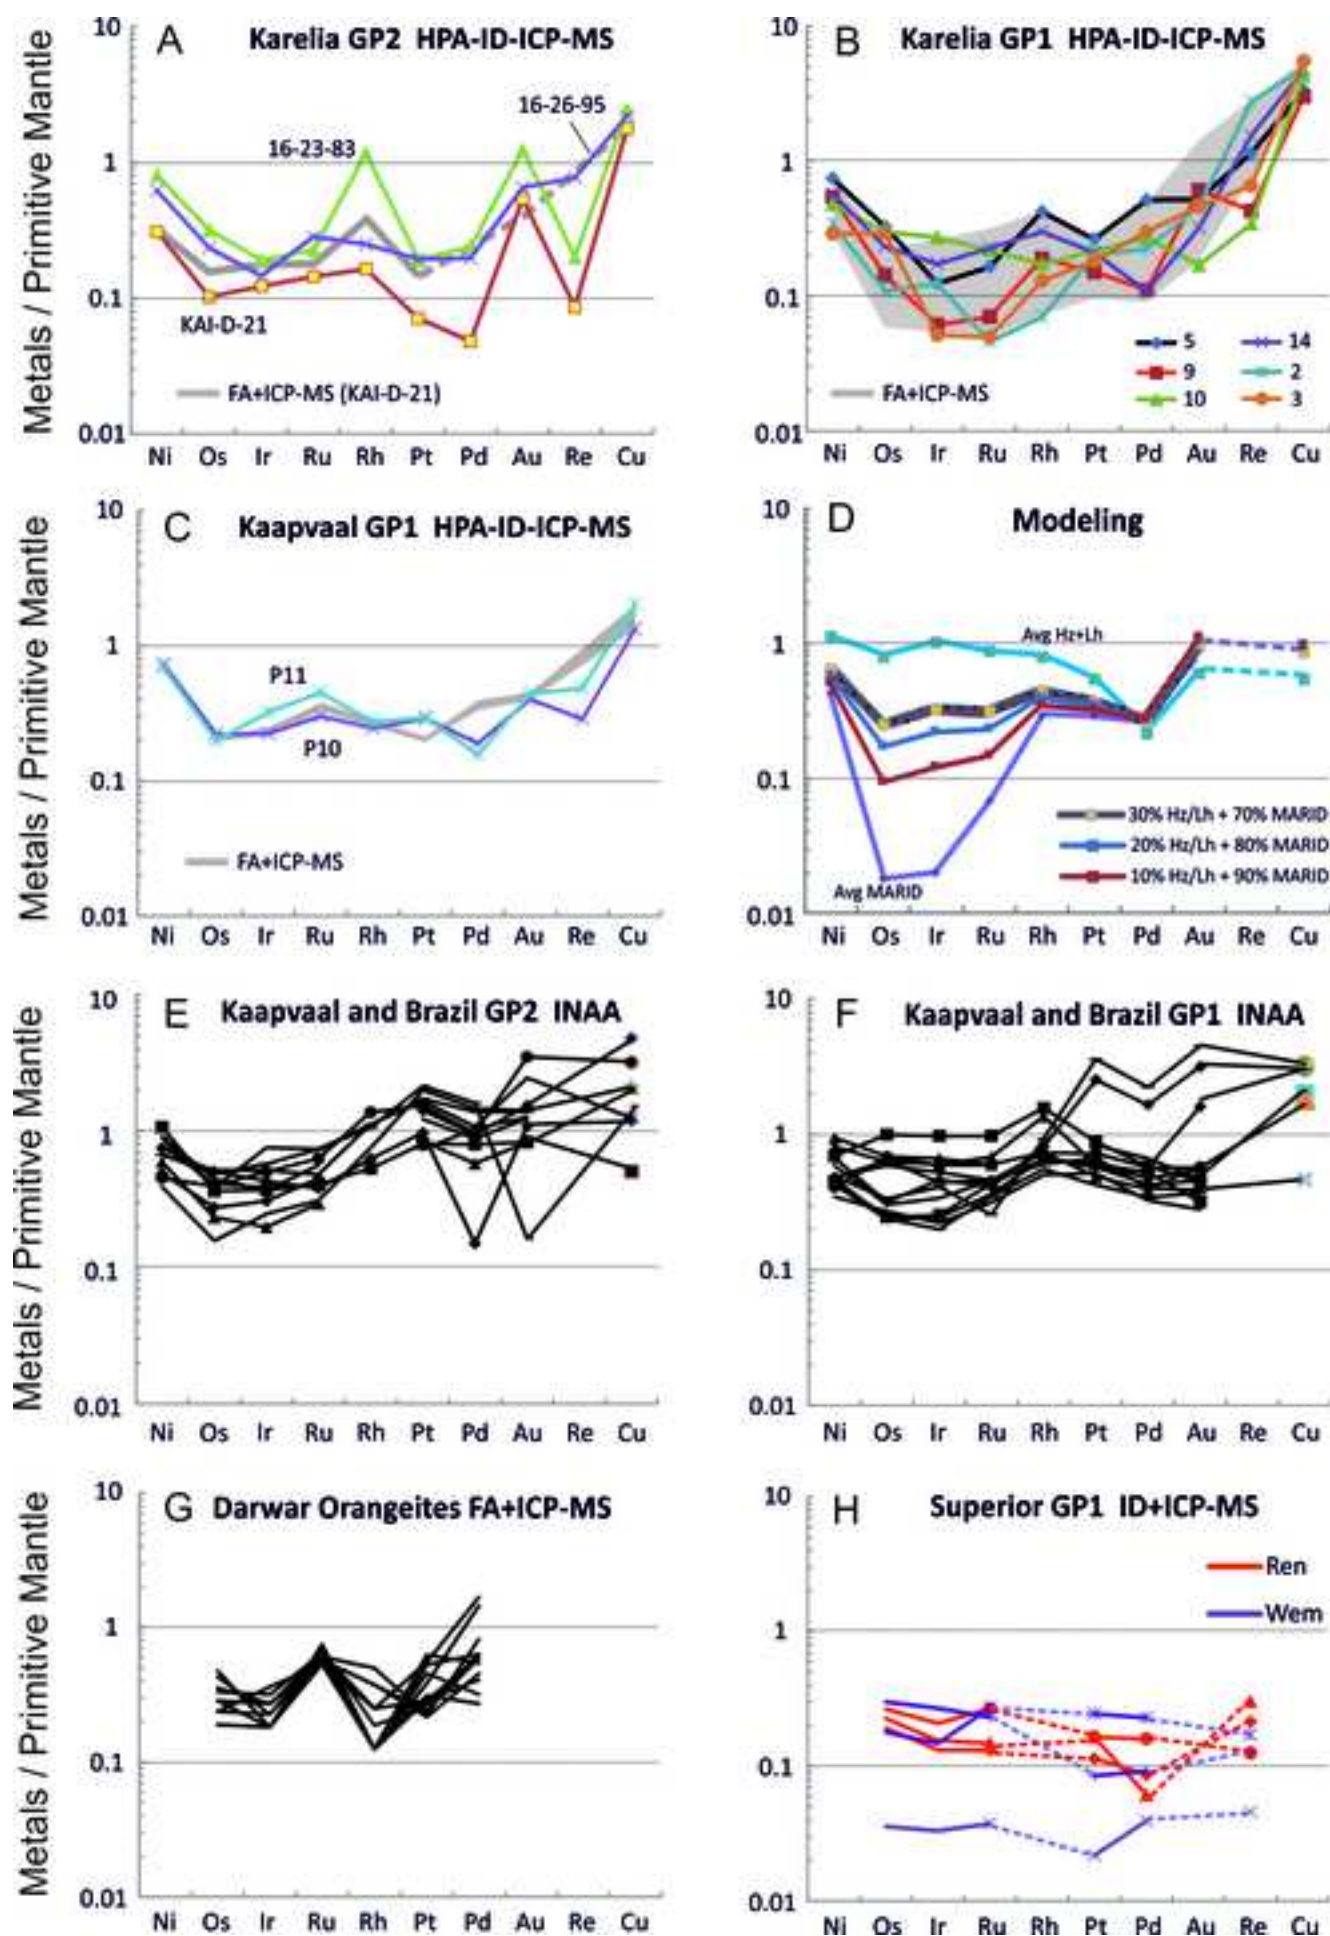 Metals / Primitive Mantle
A Karelia GP2 HPA-ID-ICP-MS
10
1
0.1
0.01
16-26-95
16-23-83
KAI-D-21
FA+ICP-MS (KAI-D-21)
Ni Os Ir Ru Rh Pt Pd Au Re Cu
B Karelia GP1 HPA-ID-ICP-MS
10
1
0.1
0.01
5 14
9 2
10 3
FA+ICP-MS
Ni Os Ir Ru Rh Pt Pd Au Re Cu
Metals / Primitive Mantle
C Kaapvaal GP1 HPA-ID-ICP-MS
10
1
0.1
0.01
P11
P10
FA+ICP-MS
Ni Os Ir Ru Rh Pt Pd Au Re Cu
D Modeling
10
1
0.1
0.01
Avg Hz+Lh
30% Hz/Lh + 70% MARID
20% Hz/Lh + 80% MARID
10% Hz/Lh + 90% MARID
Avg MARID
Ni Os Ir Ru Rh Pt Pd Au Re Cu
Metals / Primitive Mantle
E Kaapvaal and Brazil GP2 INAA
10
1
0.1
0.01
Ni Os Ir Ru Rh Pt Pd Au Re Cu
F Kaapvaal and Brazil GP1 INAA
10
1
0.1
0.01
Ni Os Ir Ru Rh Pt Pd Au Re Cu
Metals / Primitive Mantle
G Darwar Orangeites FA+ICP-MS
10
1
0.1
0.01
Ni Os Ir Ru Rh Pt Pd Au Re Cu
H Superior GP1 ID+ICP-MS
10
1
0.1
0.01
Ren
Wem
Ni Os Ir Ru Rh Pt Pd Au Re Cu